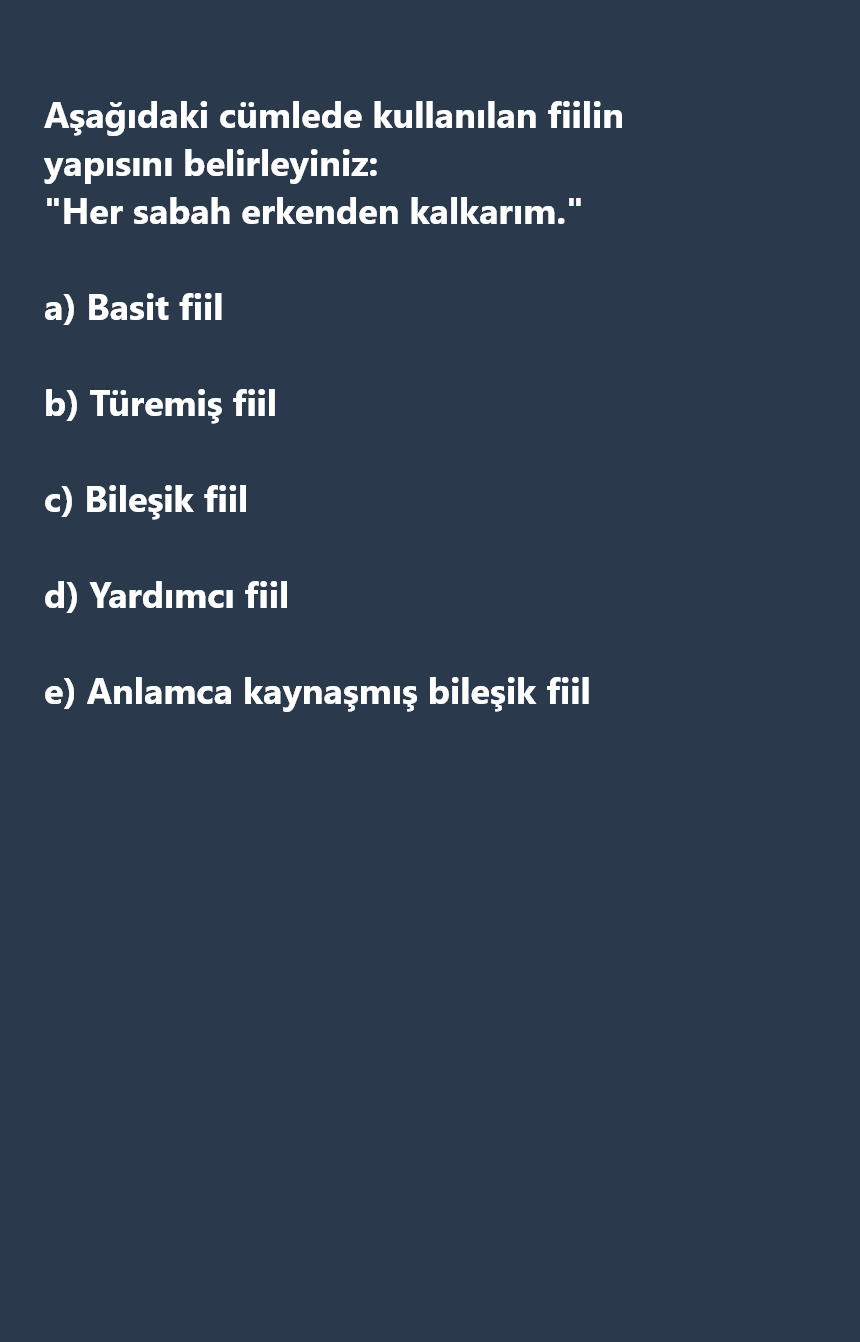 Aşağıdaki cümlede kullanılan fiilin
yapısını belirleyiniz:
"Her sabah erkenden kalkarım."
a) Basit fiil
b) Türemiş fiil
c) Bileşik fiil
d) Yardımcı fiil
e) Anlamca kaynaşmış bileşik fiil